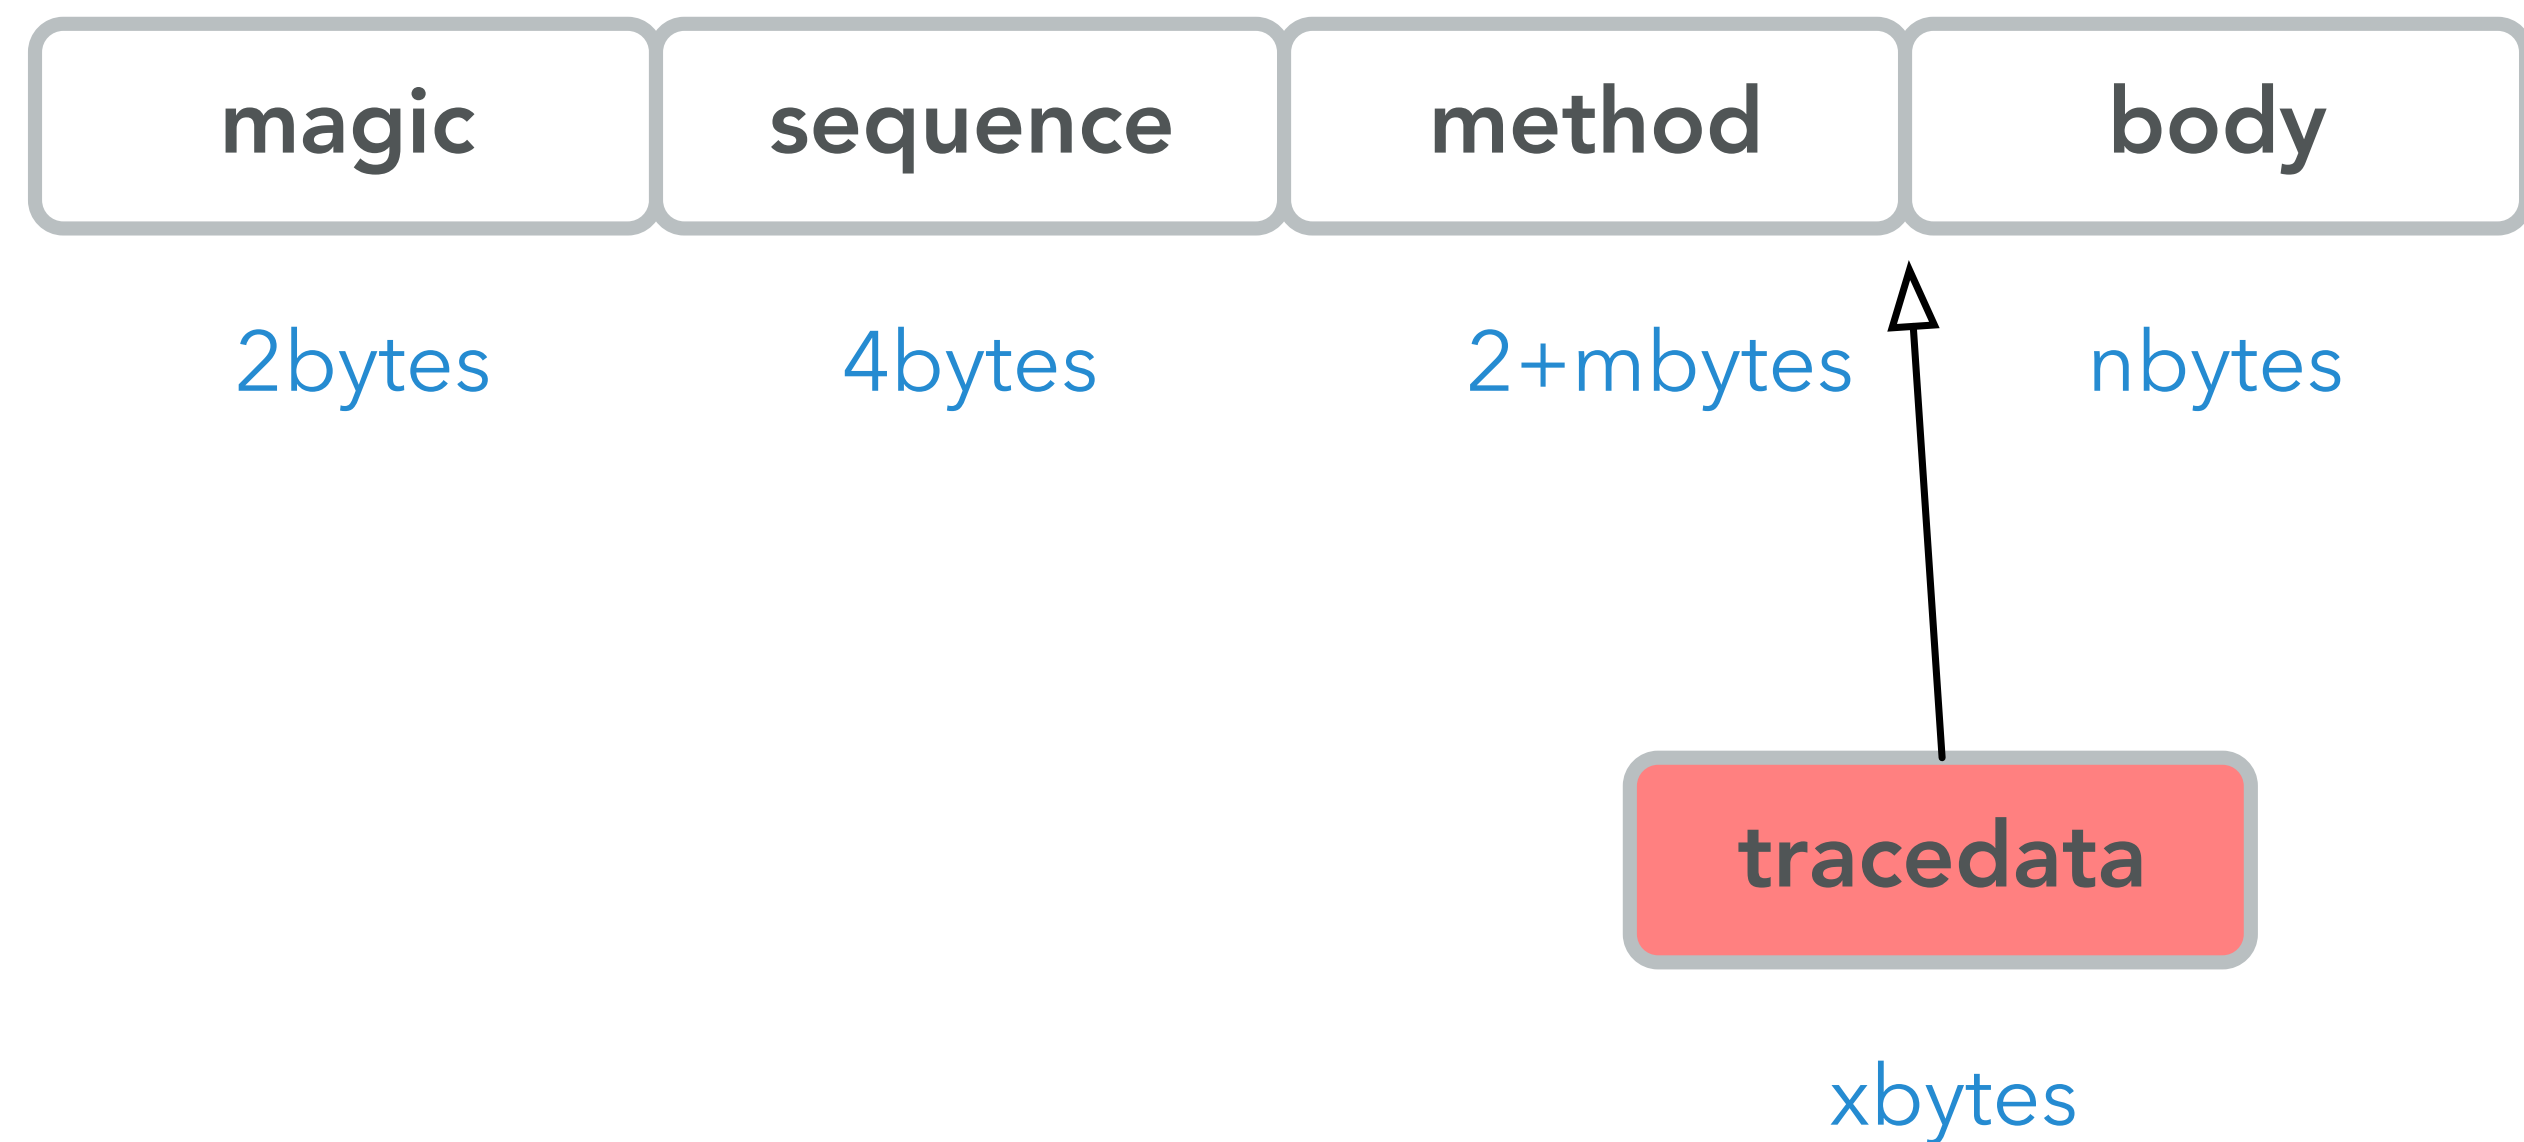 magic sequence method body
2bytes 4bytes 2+mbytes nbytes
tracedata
xbytes